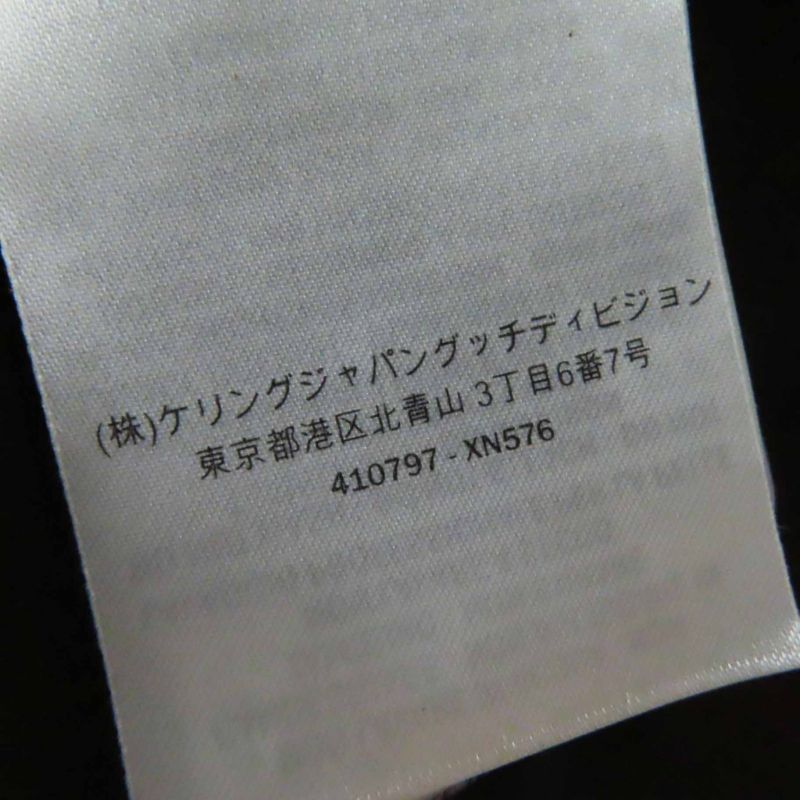 (株)ケリングジャパングッチディビジョン
東京都港区北青山 3丁目6番7号
410797 - XN576